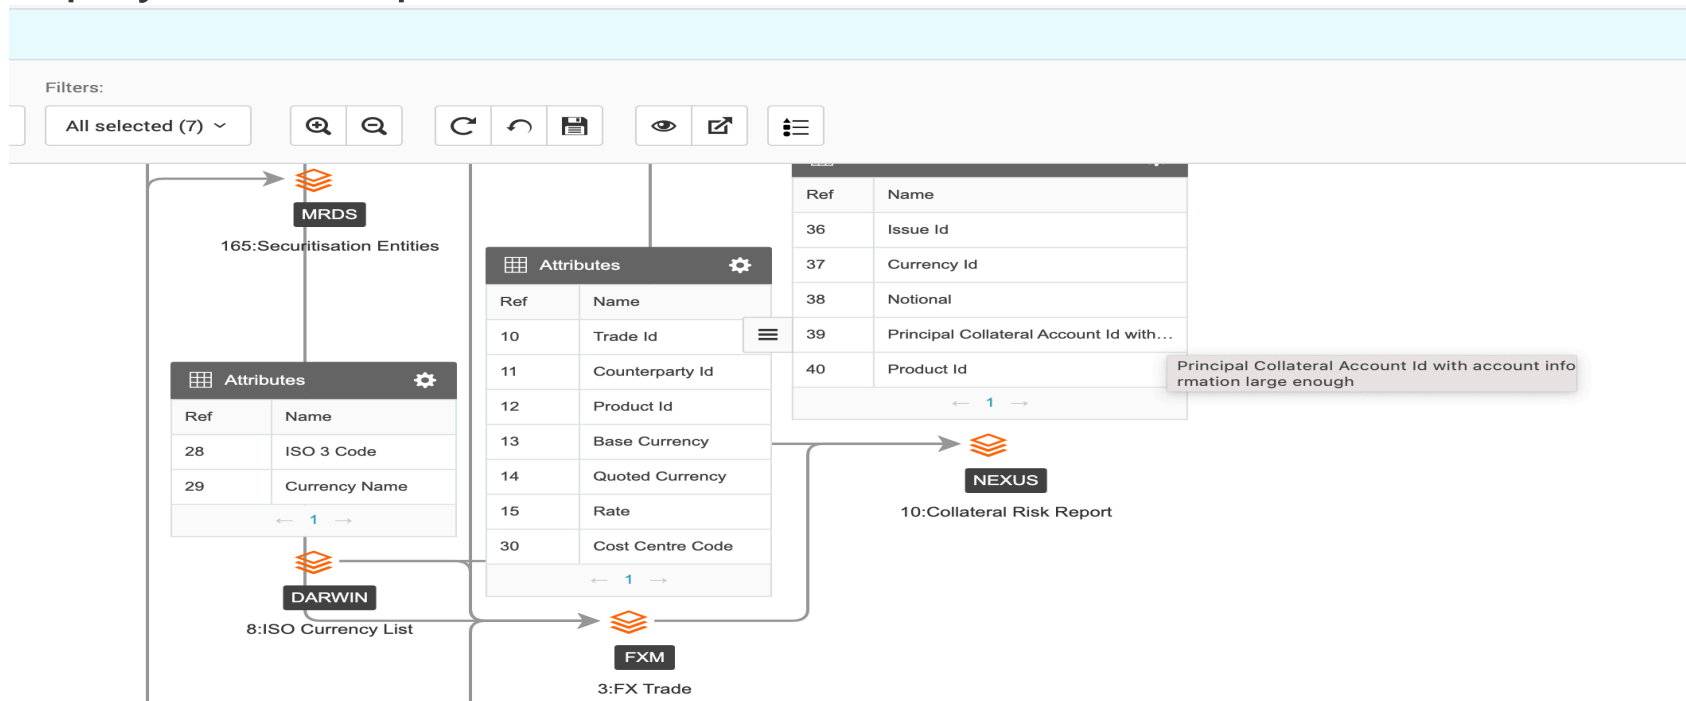 Filters:
All selected (7)
MRDS
165:Securitisation Entities
Attributes
Ref Name
28 ISO 3 Code
29 Currency Name
← 1 →
DARWIN
8:ISO Currency List
Attributes
Ref Name
10 Trade Id
11 Counterparty Id
12 Product Id
13 Base Currency
14 Quoted Currency
15 Rate
30 Cost Centre Code
← 1 →
FXM
3:FX Trade
Ref Name
36 Issue Id
37 Currency Id
38 Notional
39 Principal Collateral Account Id with...
40 Product Id
← 1 →
Principal Collateral Account Id with account info
rmation large enough
NEXUS
10:Collateral Risk Report